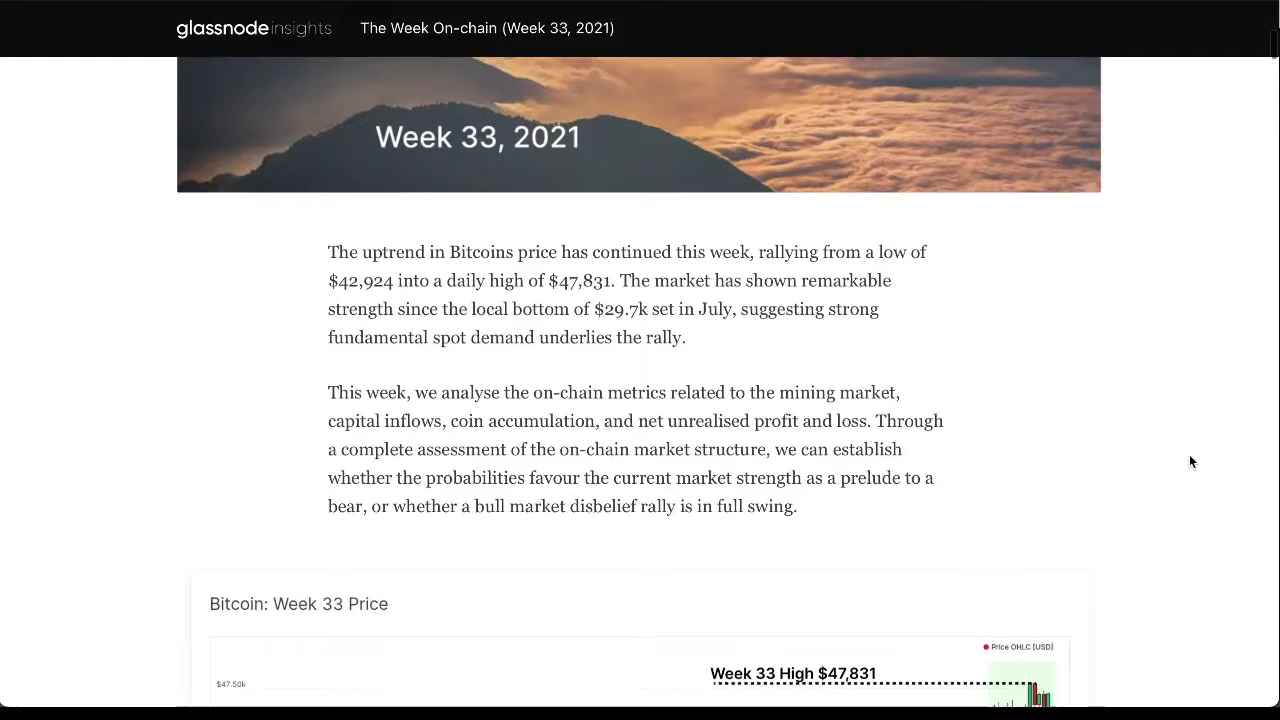 glassnode insights The Week On-chain (Week 33, 2021)
Week 33, 2021
The uptrend in Bitcoins price has continued this week, rallying from a low of
$42,924 into a daily high of $47,831. The market has shown remarkable
strength since the local bottom of $29.7k set in July, suggesting strong
fundamental spot demand underlies the rally.
This week, we analyse the on-chain metrics related to the mining market,
capital inflows, coin accumulation, and net unrealised profit and loss. Through
a complete assessment of the on-chain market structure, we can establish
whether the probabilities favour the current market strength as a prelude to a
bear, or whether a bull market disbelief rally is in full swing.
Bitcoin: Week 33 Price
Price OHLC [USD]
Week 33 High $47,831
$47.50k